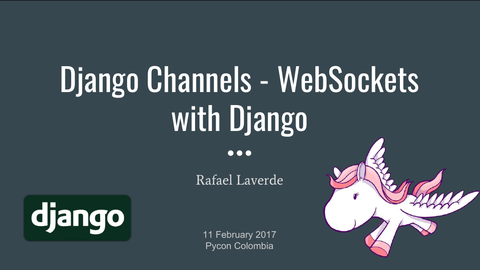 Django Channels - WebSockets
with Django
Rafael Laverde
django
11 February 2017
Pycon Colombia